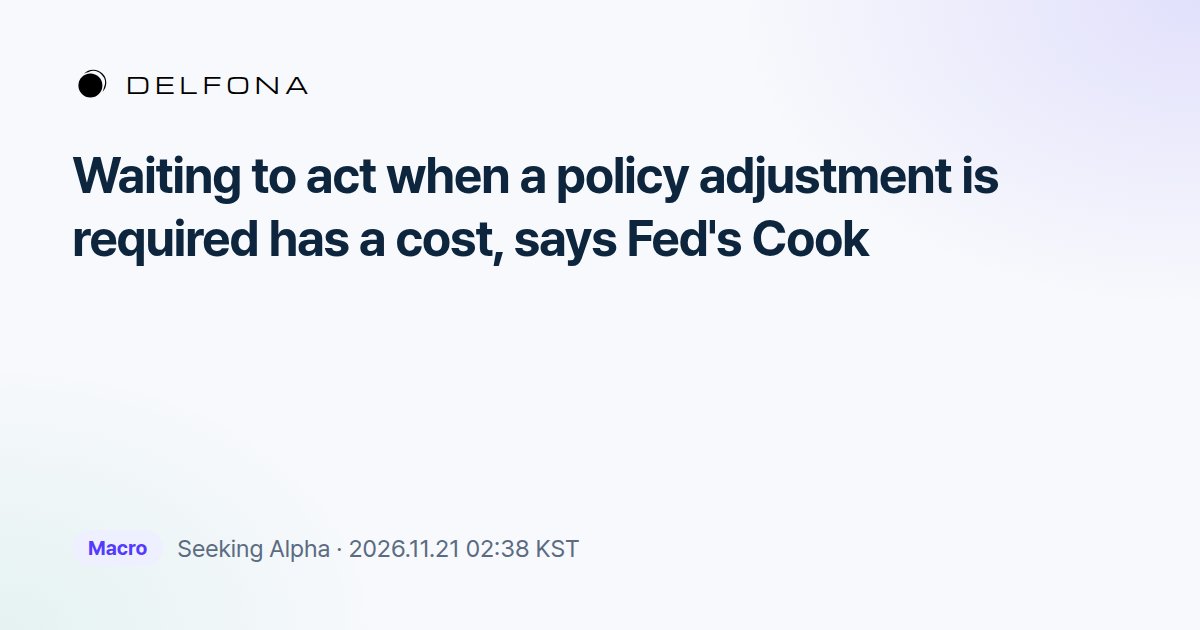 DELFONA
Waiting to act when a policy adjustment is
required has a cost, says Fed's Cook
Macro
Seeking Alpha · 2026.11.21 02:38 KST